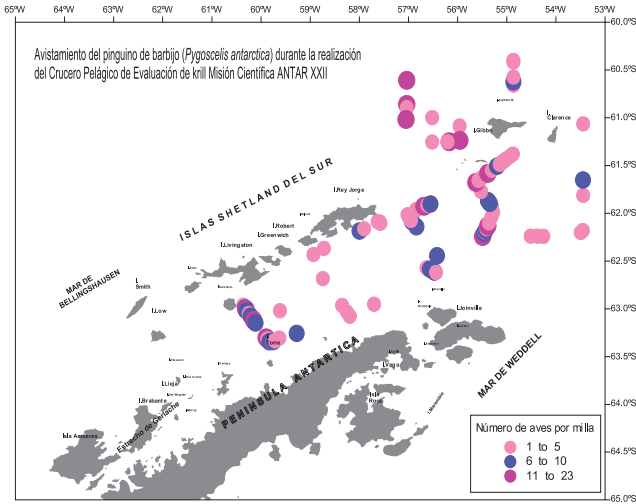 65°W 64°W 63°W 62°W 61°W 60°W 59°W 58°W 57°W 56°W 55°W 54°W 53°W
Avistamiento del pinguino de barbijo (Pygoscelis antarctica) durante la realización
del Crucero Pelágico de Evaluación de krill Misión Científica ANTAR XXII
60.0°S
60.5°S
61.0°S
61.5°S
62.0°S
62.5°S
63.0°S
63.5°S
64.0°S
64.5°S
65.0°S
I.
Clarence
I.Gibbs
ISLAS SHETLAND DEL SUR
I.Rey Jorge
I.Robert
I.Greenwich
I.Livingston
MAR DE
BELLINGSHAUSEN
I.
Smith
I.Low
I.Joinville
I.
Torre
I.Vega
I.Lieja
I.Brabante
Isla
Ross
Isla Amberes
Estrecho de Gerlache
PENINSULA ANTARTICA
MAR DE WEDDELL
Número de aves por milla
1 to 5
6 to 10
11 to 23